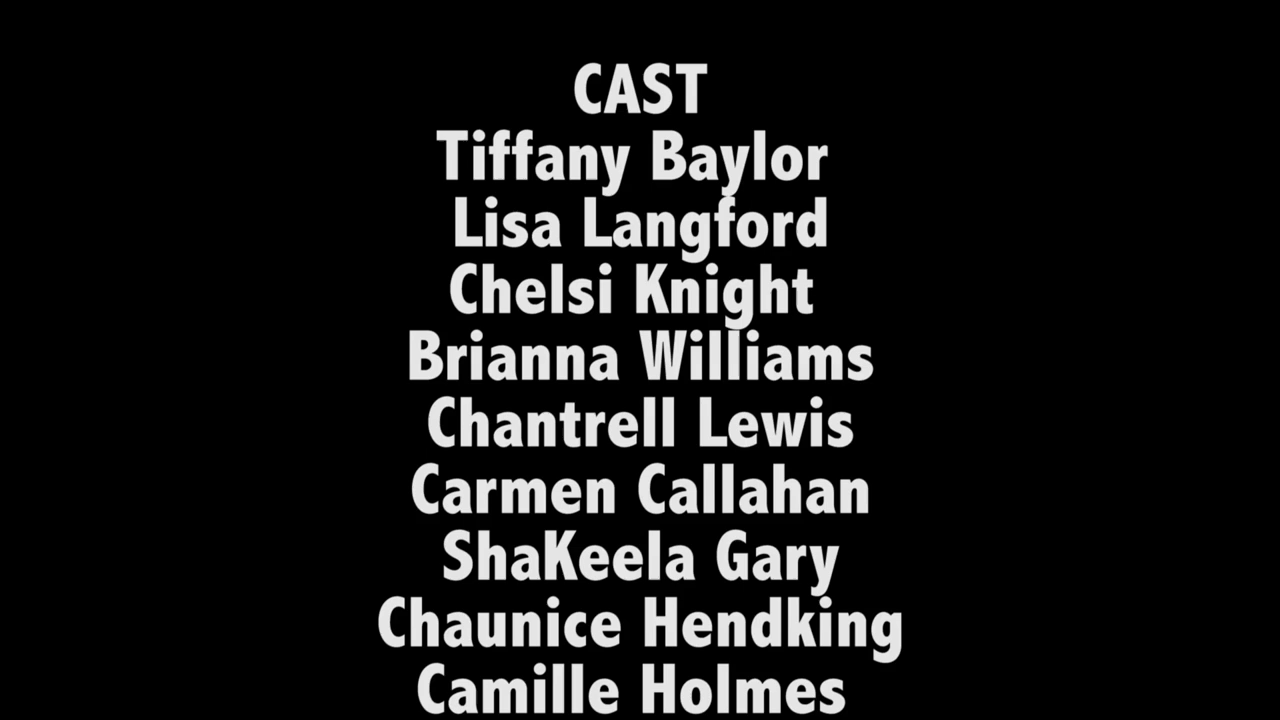 CAST
Tiffany Baylor
Lisa Langford
Chelsi Knight
Brianna Williams
Chantrell Lewis
Carmen Callahan
ShaKeela Gary
Chaunice Hendking
Camille Holmes